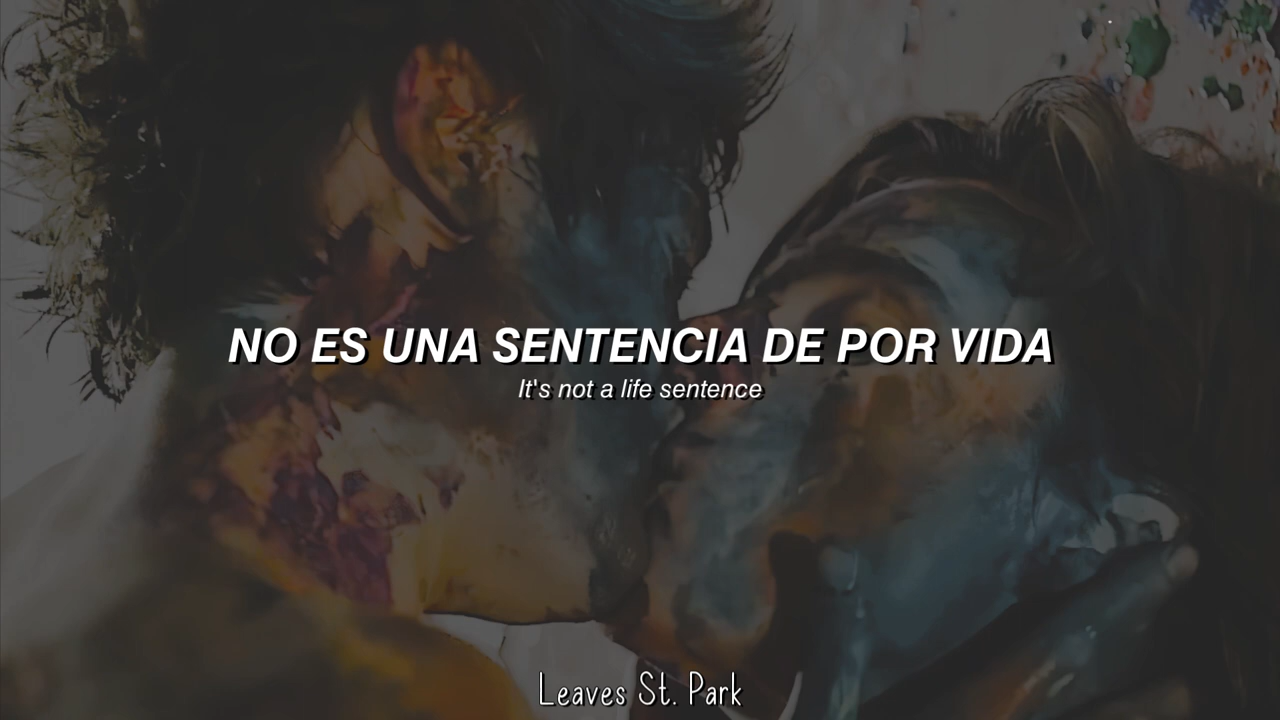 NO ES UNA SENTENCIA DE POR VIDA
It's not a life sentence
Leaves St. Park